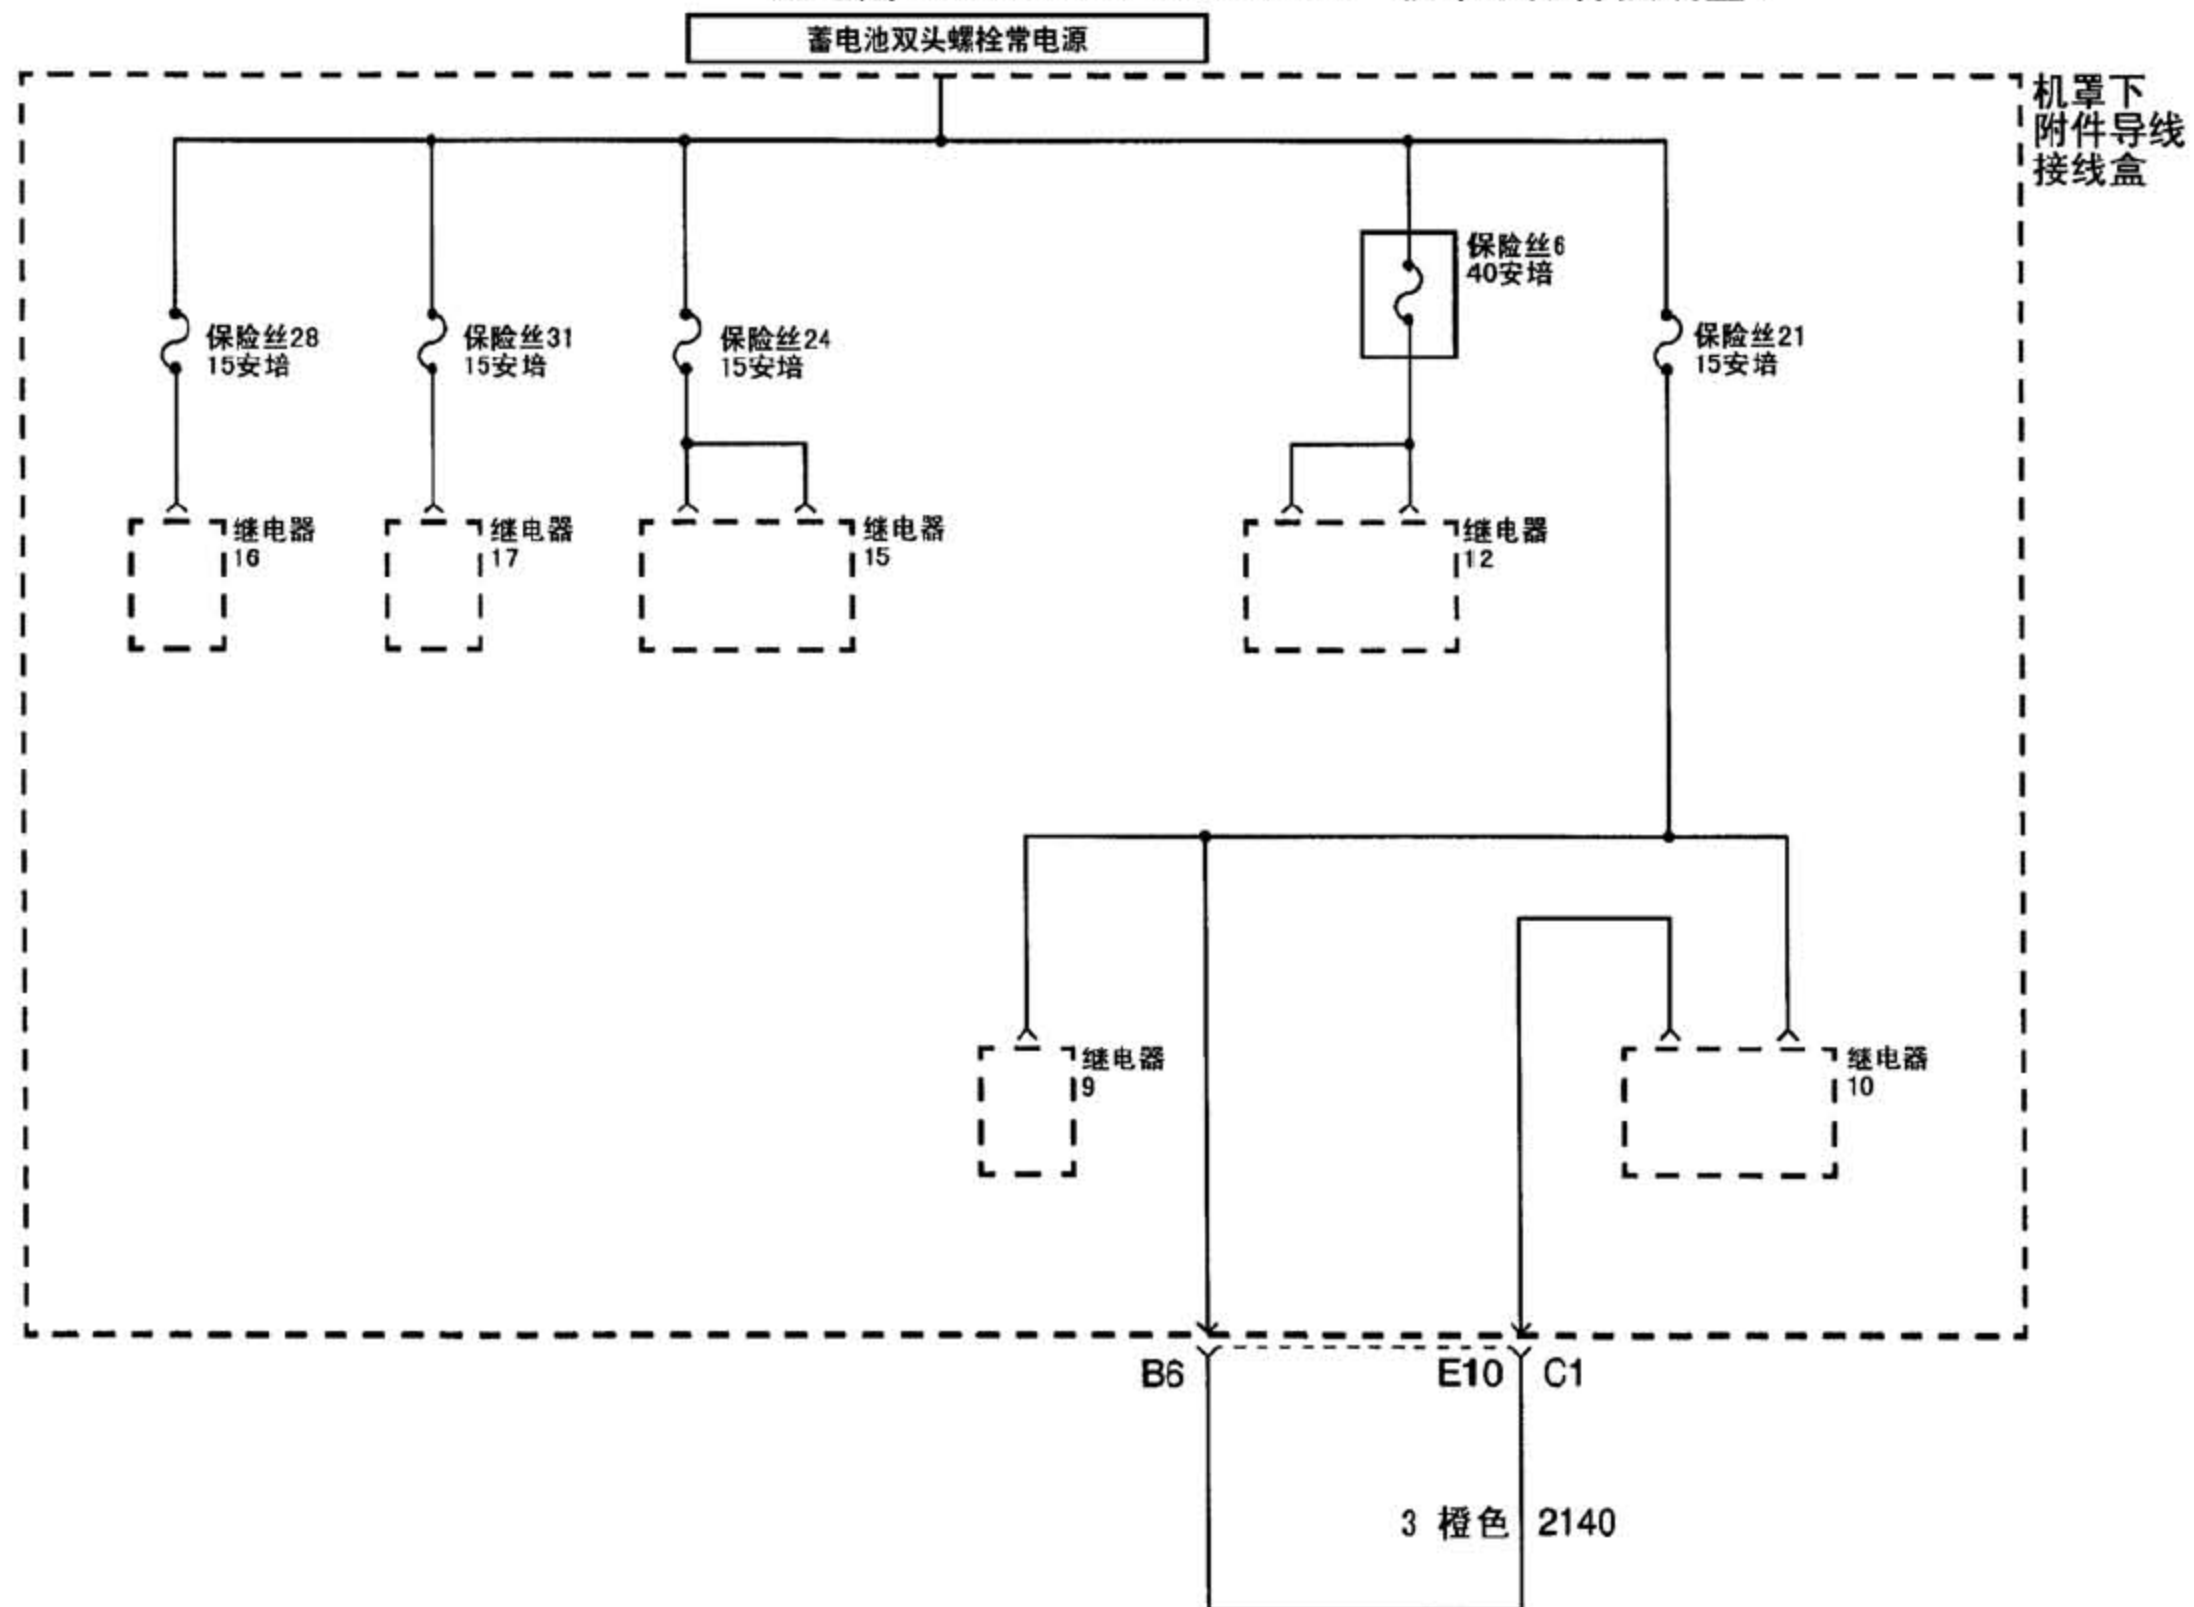 蓄电池双头螺栓常电源
机罩下
附件导线
接线盒
保险丝6
40安培
保险丝28
15安培
保险丝31
15安培
保险丝24
15安培
保险丝21
15安培
继电器
16
继电器
17
继电器
15
继电器
12
继电器
9
继电器
10
B6
E10 C1
3 橙色 2140